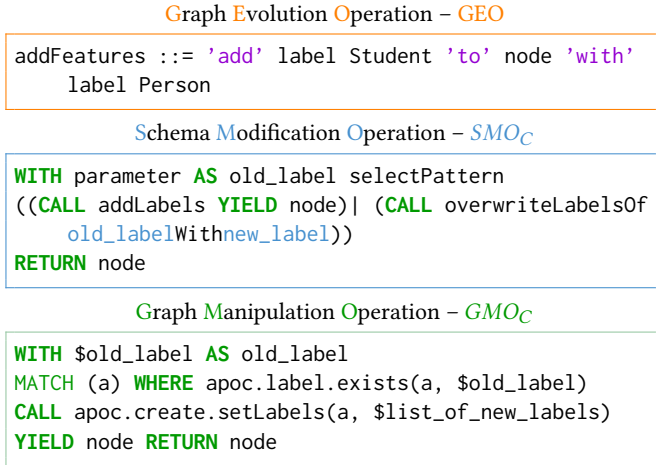 Graph Evolution Operation – GEO
addFeatures ::= 'add' label Student 'to' node 'with'
label Person
Schema Modification Operation – SMO_C
WITH parameter AS old_label selectPattern
((CALL addLabels YIELD node)| (CALL overwriteLabelsOf
old_labelWithnew_label))
RETURN node
Graph Manipulation Operation – GMO_C
WITH $old_label AS old_label
MATCH (a) WHERE apoc.label.exists(a, $old_label)
CALL apoc.create.setLabels(a, $list_of_new_labels)
YIELD node RETURN node